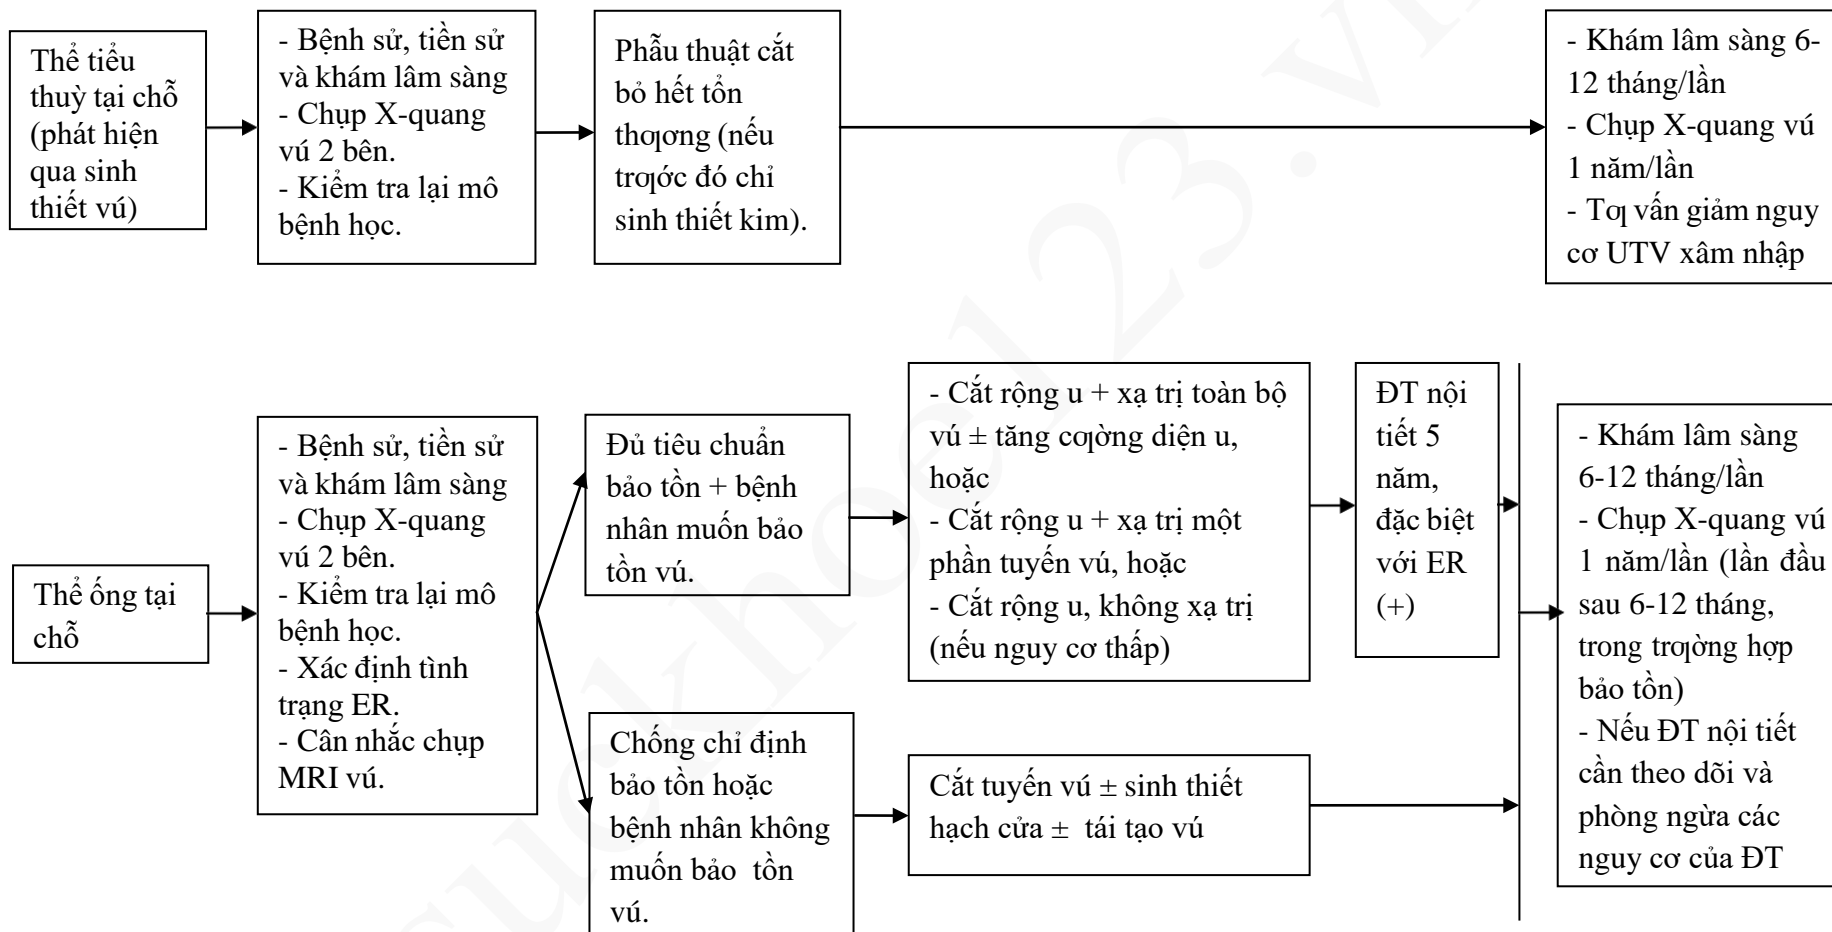 Thể tiểu
thuỳ tại chỗ
(phát hiện
qua sinh
thiết vú)
- Bệnh sử, tiền sử
và khám lâm sàng
- Chụp X-quang
vú 2 bên.
- Kiểm tra lại mô
bệnh học.
Phẫu thuật cắt
bỏ hết tổn
thƣơng (nếu
trƣớc đó chỉ
sinh thiết kim).
- Khám lâm sàng 6-
12 tháng/lần
- Chụp X-quang vú
1 năm/lần
- Tƣ vấn giảm nguy
cơ UTV xâm nhập
Thể ống tại
chỗ
- Bệnh sử, tiền sử
và khám lâm sàng
- Chụp X-quang
vú 2 bên.
- Kiểm tra lại mô
bệnh học.
- Xác định tình
trạng ER.
- Cân nhắc chụp
MRI vú.
Đủ tiêu chuẩn
bảo tồn + bệnh
nhân muốn bảo
tồn vú.
- Cắt rộng u + xạ trị toàn bộ
vú ± tăng cƣờng diện u,
hoặc
- Cắt rộng u + xạ trị một
phần tuyến vú, hoặc
- Cắt rộng u, không xạ trị
(nếu nguy cơ thấp)
ĐT nội
tiết 5
năm,
đặc biệt
với ER
(+)
Chống chỉ định
bảo tồn hoặc
bệnh nhân không
muốn bảo tồn
vú.
Cắt tuyến vú ± sinh thiết
hạch cửa ± tái tạo vú
- Khám lâm sàng
6-12 tháng/lần
- Chụp X-quang vú
1 năm/lần (lần đầu
sau 6-12 tháng,
trong trƣờng hợp
bảo tồn)
- Nếu ĐT nội tiết
cần theo dõi và
phòng ngừa các
nguy cơ của ĐT
suckhoe123.vn